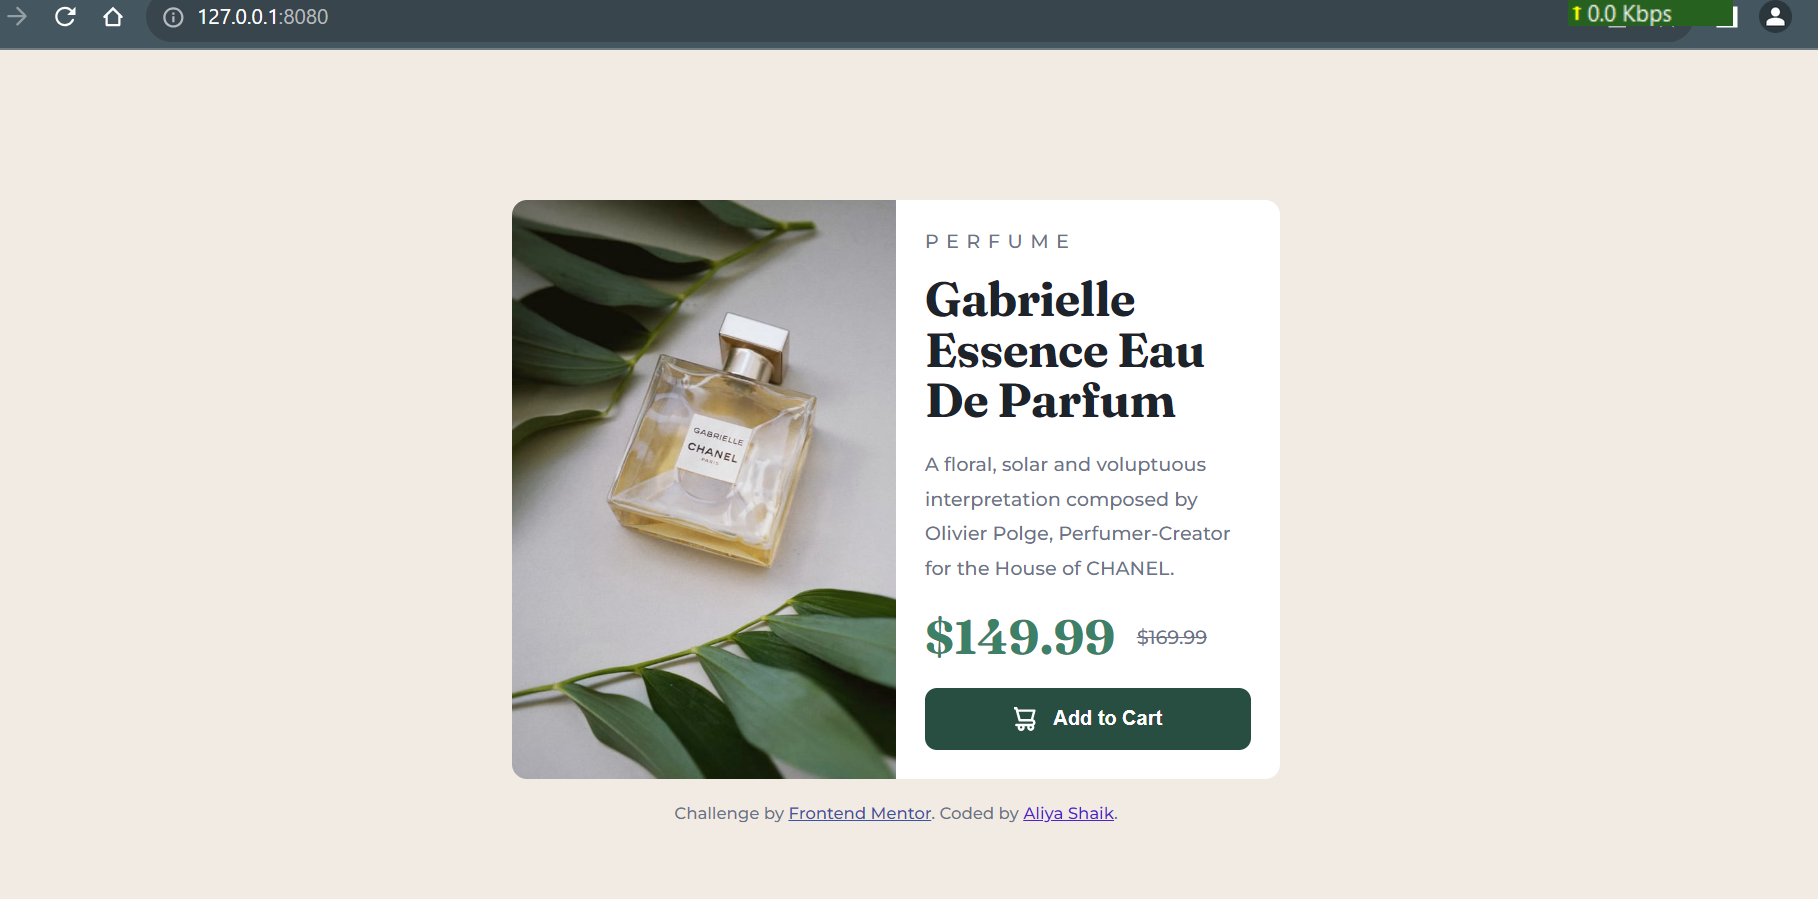 127.0.0.1:8080
↑ 0.0 Kbps
GABRIELLE
CHANEL
PARIS
PERFUME
Gabrielle
Essence Eau
De Parfum
A floral, solar and voluptuous
interpretation composed by
Olivier Polge, Perfumer-Creator
for the House of CHANEL.
$149.99 $169.99
Add to Cart
Challenge by Frontend Mentor. Coded by Aliya Shaik.